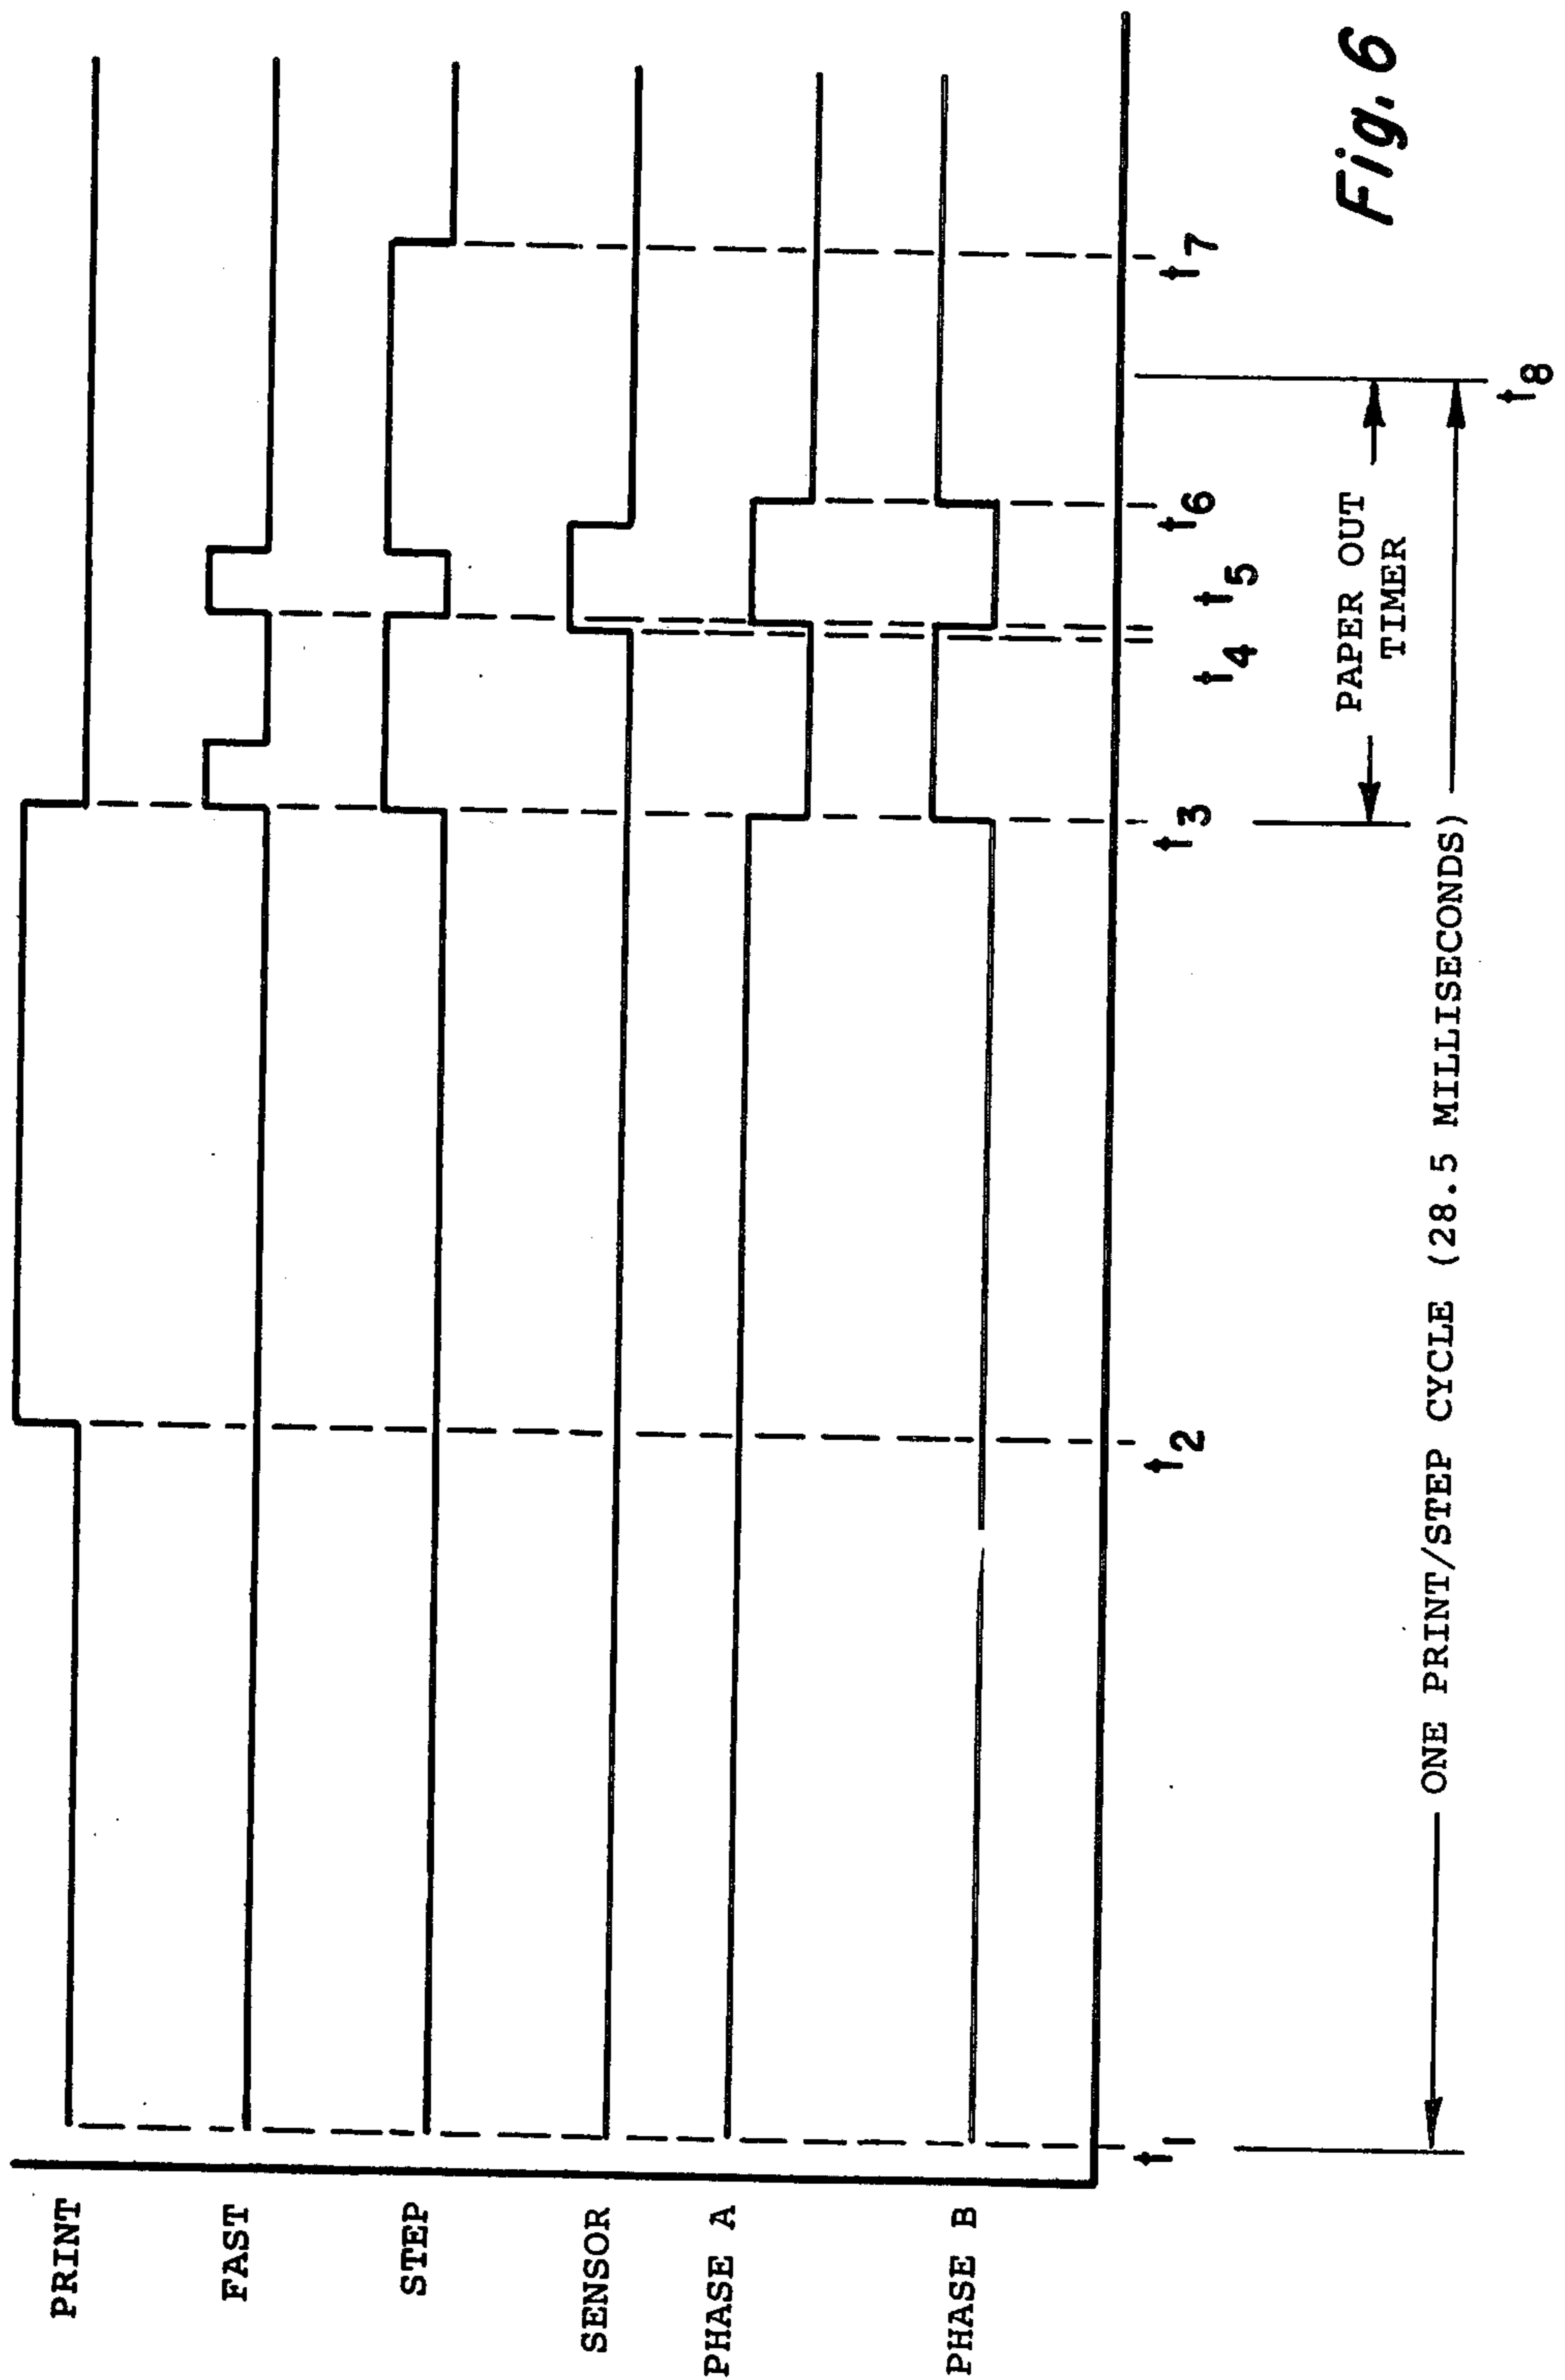 PRINT
FAST
STEP
SENSOR
PHASE A
PHASE B
t1
t2
t3
t4
t5
t6
t7
PAPER OUT
TIMER
ONE PRINT/STEP CYCLE (28.5 MILLISECONDS)
t8
Fig. 6